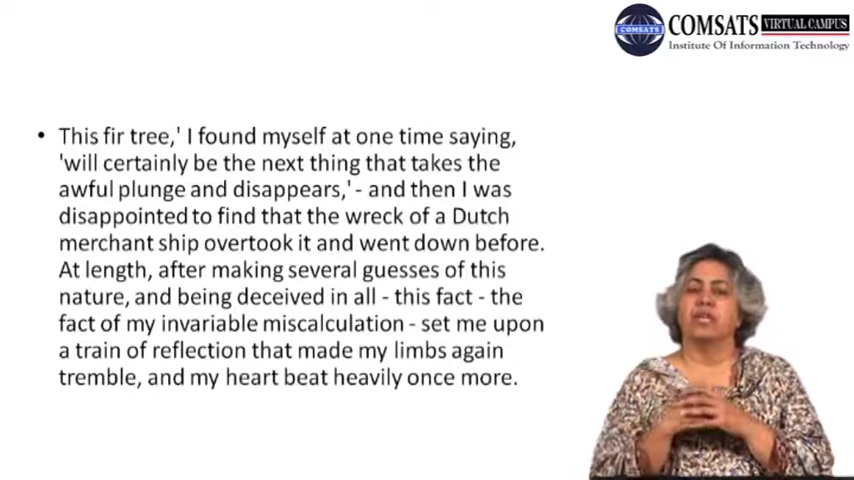 COMSATS
COMSATS VIRTUAL CAMPUS
Institute Of Information Technology
• This fir tree,' I found myself at one time saying,
'will certainly be the next thing that takes the
awful plunge and disappears,' - and then I was
disappointed to find that the wreck of a Dutch
merchant ship overtook it and went down before.
At length, after making several guesses of this
nature, and being deceived in all - this fact - the
fact of my invariable miscalculation - set me upon
a train of reflection that made my limbs again
tremble, and my heart beat heavily once more.